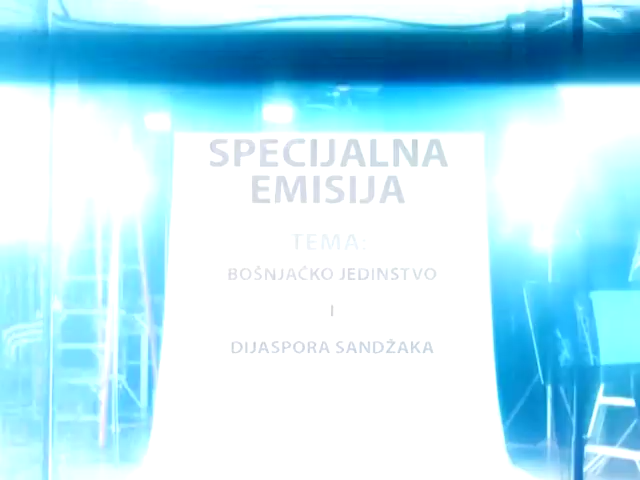 SPECIJALNA
EMISIJA
TEMA:
BOŠNJAČKO JEDINSTVO
I
DIJASPORA SANDŽAKA